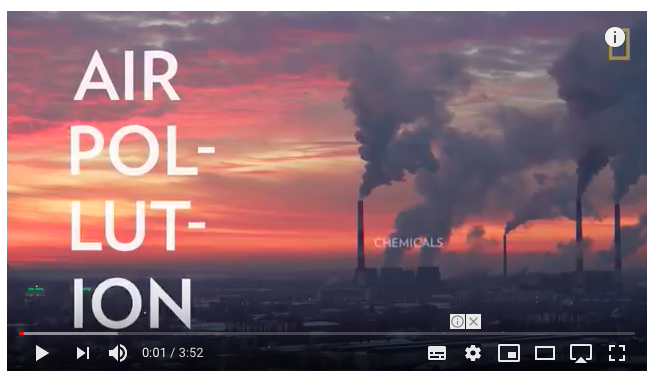 AIR
POL-
LUT-
ION
CHEMICALS
0:01 / 3:52